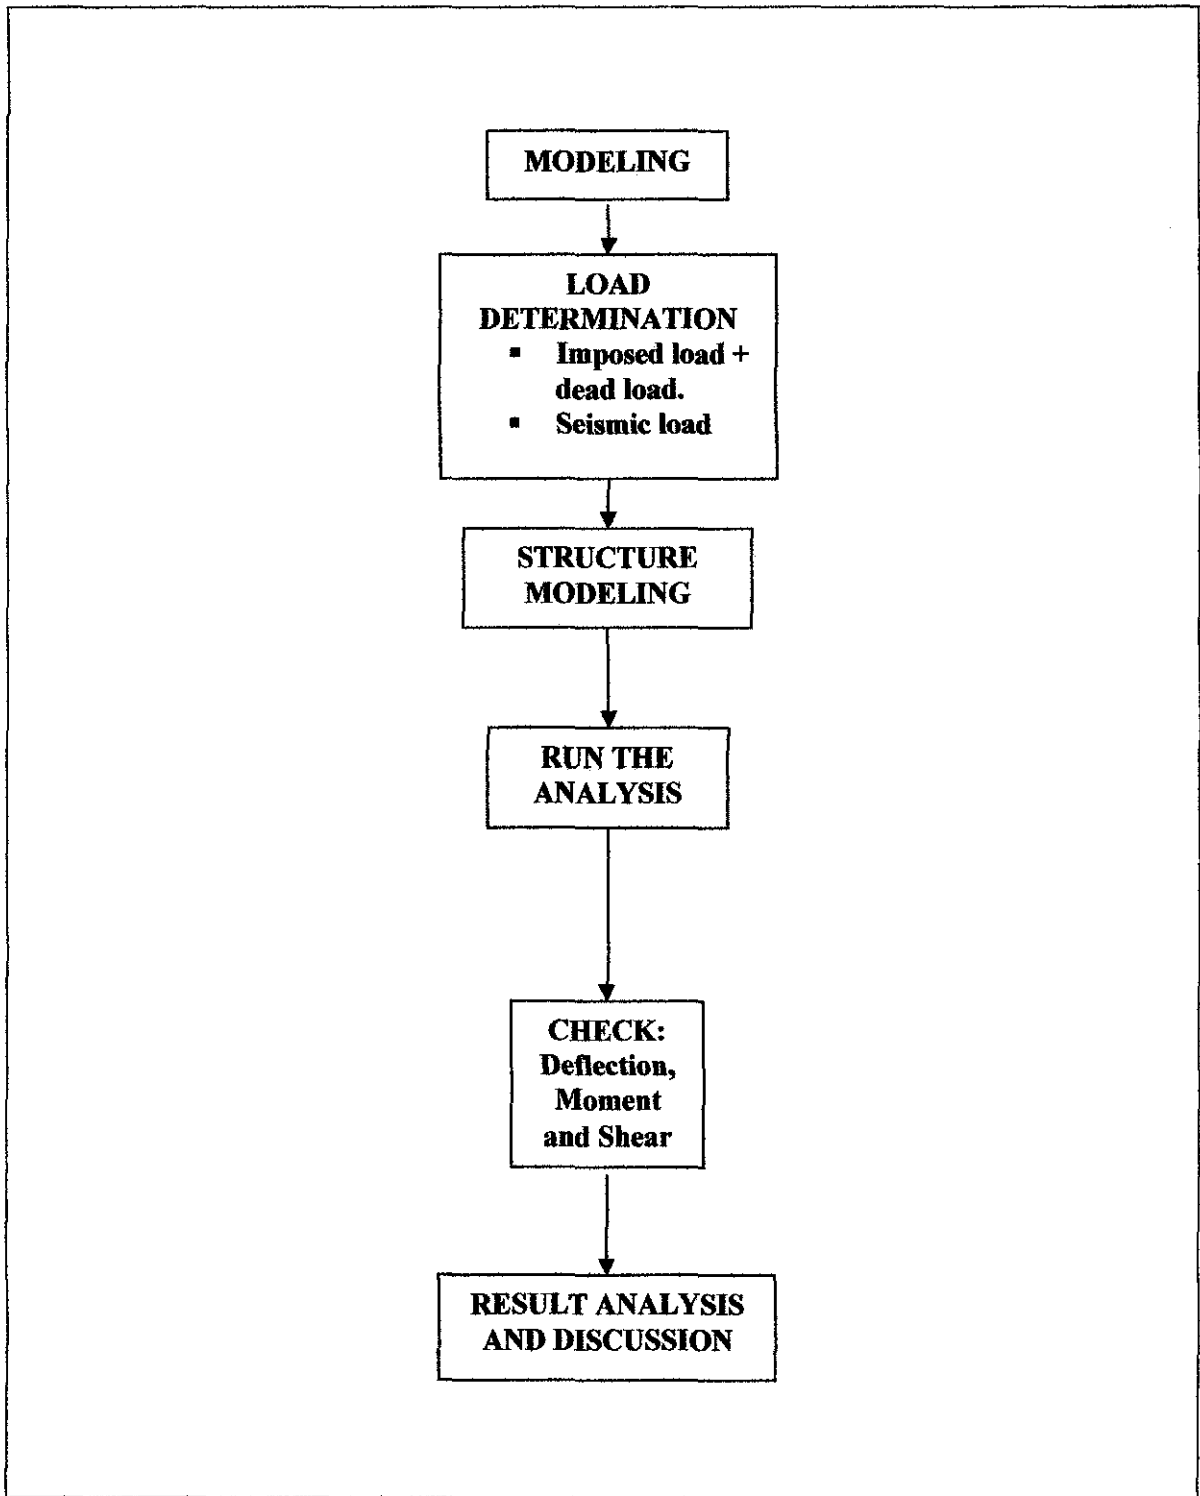 MODELING
LOAD
DETERMINATION
▪ Imposed load +
dead load.
▪ Seismic load
STRUCTURE
MODELING
RUN THE
ANALYSIS
CHECK:
Deflection,
Moment
and Shear
RESULT ANALYSIS
AND DISCUSSION